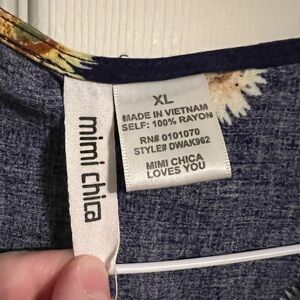 mimi chica
XL
MADE IN VIETNAM
SELF: 100% RAYON
RN# 0101070
STYLE# DWAK962
MIMI CHICA
LOVES YOU